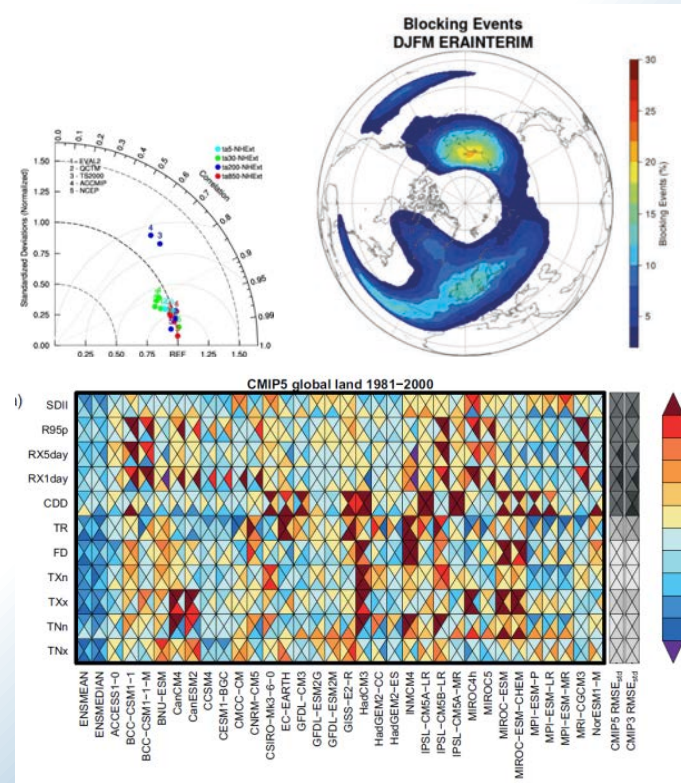 Blocking Events
DJFM ERAINTERIM
30
25
20
15
10
5
Blocking Events (%)
Standardized Deviations (Normalized)
1.50
1.25
1.00
0.75
0.50
0.25
0.00
0.25
0.50
0.75
REF
1.25
1.50
0.0
0.1
0.2
0.3
0.4
0.5
0.6
0.7
0.8
0.9
0.95
0.99
1.0
Correlation
1 - EVAL2
2 - QCTM
3 - TS2000
4 - ACCMIP
5 - NCEP
ta5-NHExt
ta30-NHExt
ta200-NHExt
ta850-NHExt
4
3
CMIP5 global land 1981−2000
)
SDII
R95p
RX5day
RX1day
CDD
TR
FD
TXn
TXx
TNn
TNx
ENSMEAN
ENSMEDIAN
ACCESS1−0
BCC−CSM1−1
BCC−CSM1−1−M
BNU−ESM
CanCM4
CanESM2
CCSM4
CESM1−BGC
CMCC−CM
CNRM−CM5
CSIRO−Mk3−6−0
EC−EARTH
GFDL−CM3
GFDL−ESM2G
GFDL−ESM2M
GISS−E2−R
HadCM3
HadGEM2−CC
HadGEM2−ES
INMCM4
IPSL−CM5A−LR
IPSL−CM5B−LR
IPSL−CM5A−MR
MIROC4h
MIROC5
MIROC−ESM
MIROC−ESM−CHEM
MPI−ESM−P
MPI−ESM−LR
MPI−ESM−MR
MRI−CGCM3
NorESM1−M
CMIP5 RMSEstd
CMIP3 RMSEstd